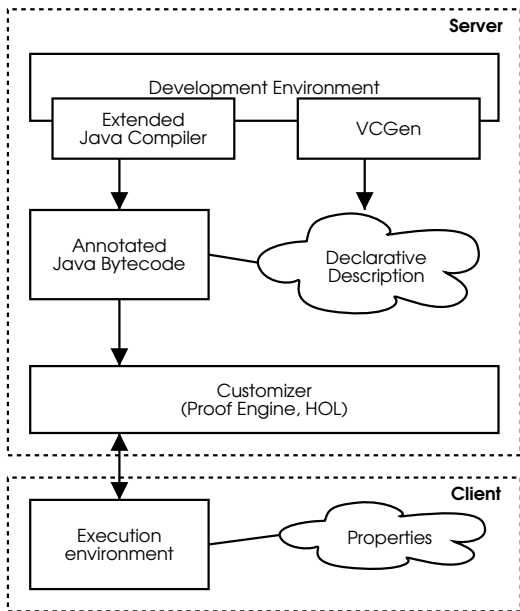 Server
Development Environment
Extended
Java Compiler
VCGen
Annotated
Java Bytecode
Declarative
Description
Customizer
(Proof Engine, HOL)
Client
Execution
environment
Properties